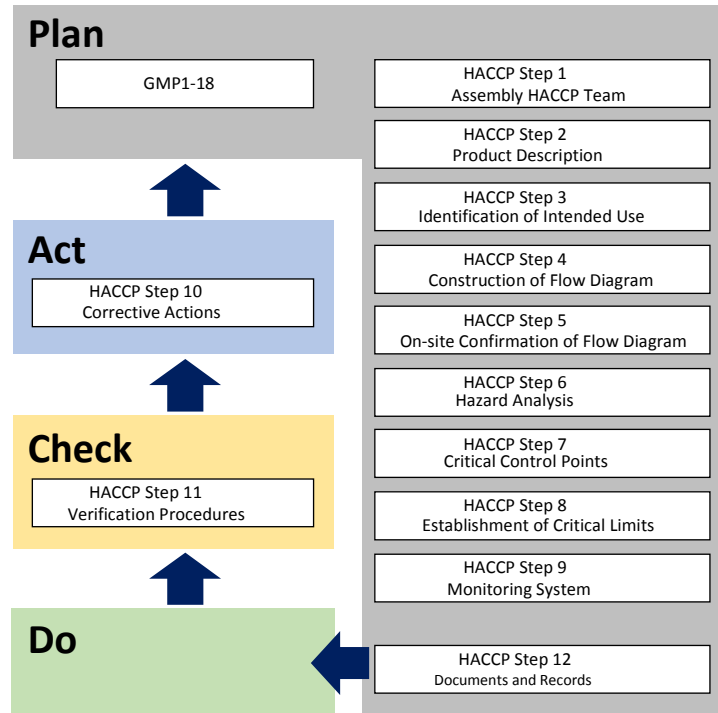 Plan
GMP1-18
HACCP Step 1
Assembly HACCP Team
HACCP Step 2
Product Description
HACCP Step 3
Identification of Intended Use
HACCP Step 4
Construction of Flow Diagram
HACCP Step 5
On-site Confirmation of Flow Diagram
HACCP Step 6
Hazard Analysis
HACCP Step 7
Critical Control Points
HACCP Step 8
Establishment of Critical Limits
HACCP Step 9
Monitoring System
HACCP Step 12
Documents and Records
Act
HACCP Step 10
Corrective Actions
Check
HACCP Step 11
Verification Procedures
Do